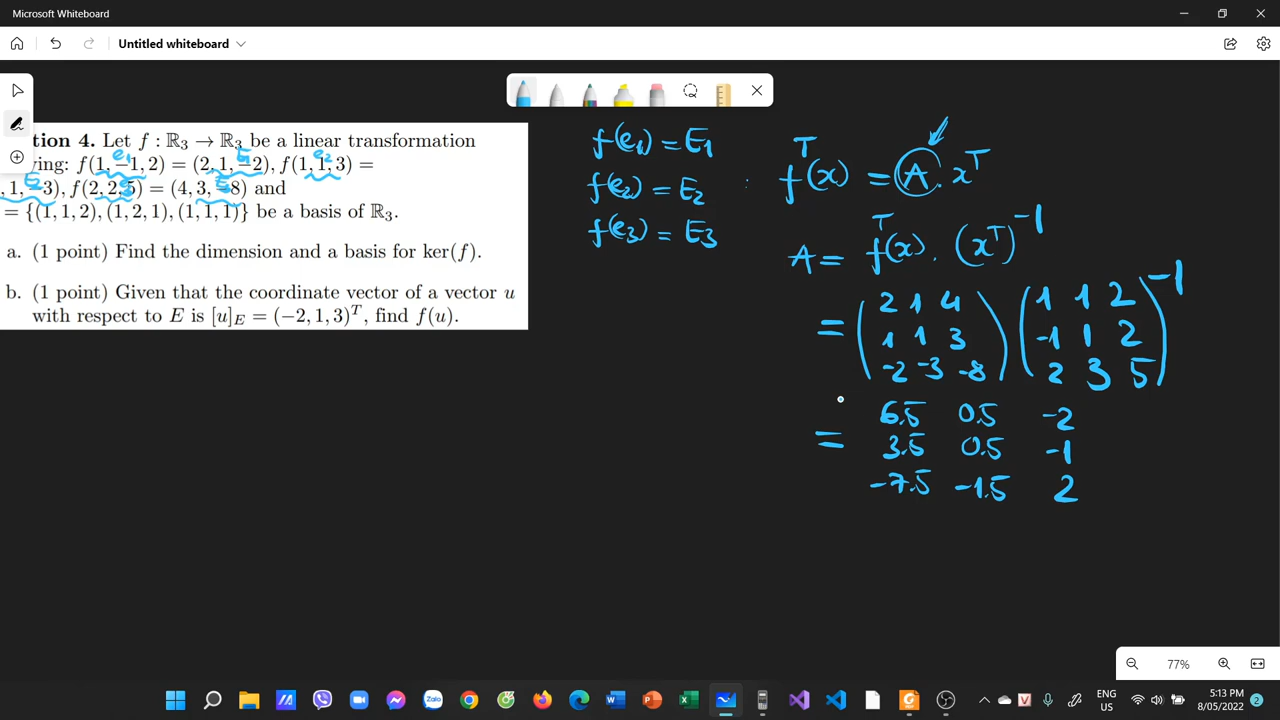 Microsoft Whiteboard
Untitled whiteboard
tion 4. Let f : ℝ₃ → ℝ₃ be a linear transformation
ing: f(1, −1, 2) = (2, 1, −2), f(1, 1, 3) =
, 1, −3), f(2, 2, 5) = (4, 3, −8) and
= {(1, 1, 2), (1, 2, 1), (1, 1, 1)} be a basis of ℝ₃.
a. (1 point) Find the dimension and a basis for ker(f).
b. (1 point) Given that the coordinate vector of a vector u
with respect to E is [u]_E = (−2, 1, 3)^T, find f(u).
e₁ e₂
f(e₁) = E₁
f(e₂) = E₂
f(e₃) = E₃
f^T(x) = A . x^T
A = f^T(x) . (x^T)^-1
= (2 1 4) (1 1 2)^-1
1 1 3 -1 1 2
-2 -3 -8 2 3 5
= 6.5 0.5 -2
3.5 0.5 -1
-7.5 -1.5 2
77%
ENG
US
5:13 PM
8/05/2022
2